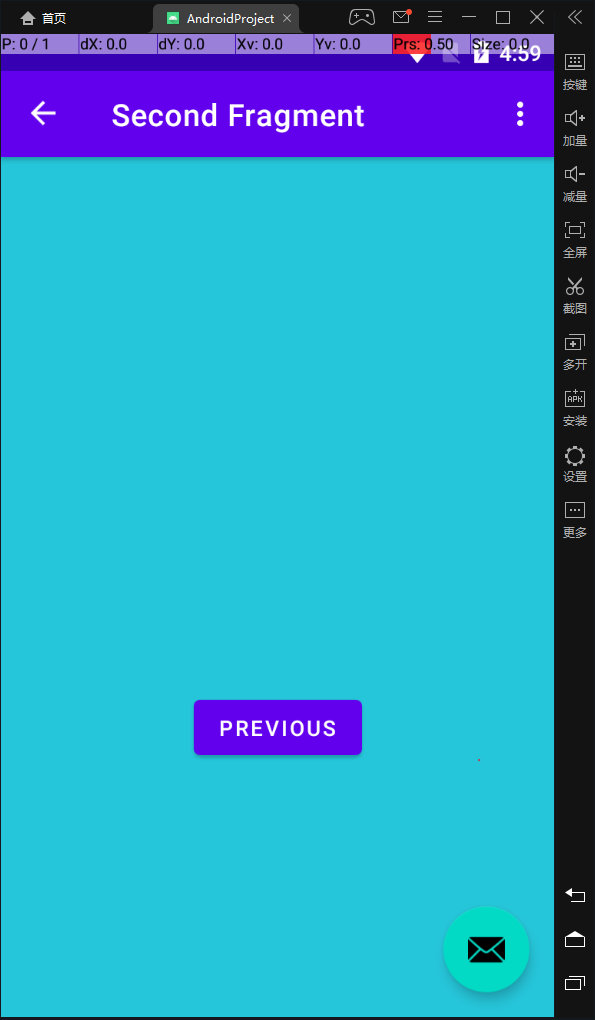 首页
AndroidProject
P: 0 / 1
dX: 0.0
dY: 0.0
Xv: 0.0
Yv: 0.0
Prs: 0.50
Size: 0.0
4:59
Second Fragment
PREVIOUS
按键
加量
减量
全屏
截图
多开
APK
安装
设置
更多